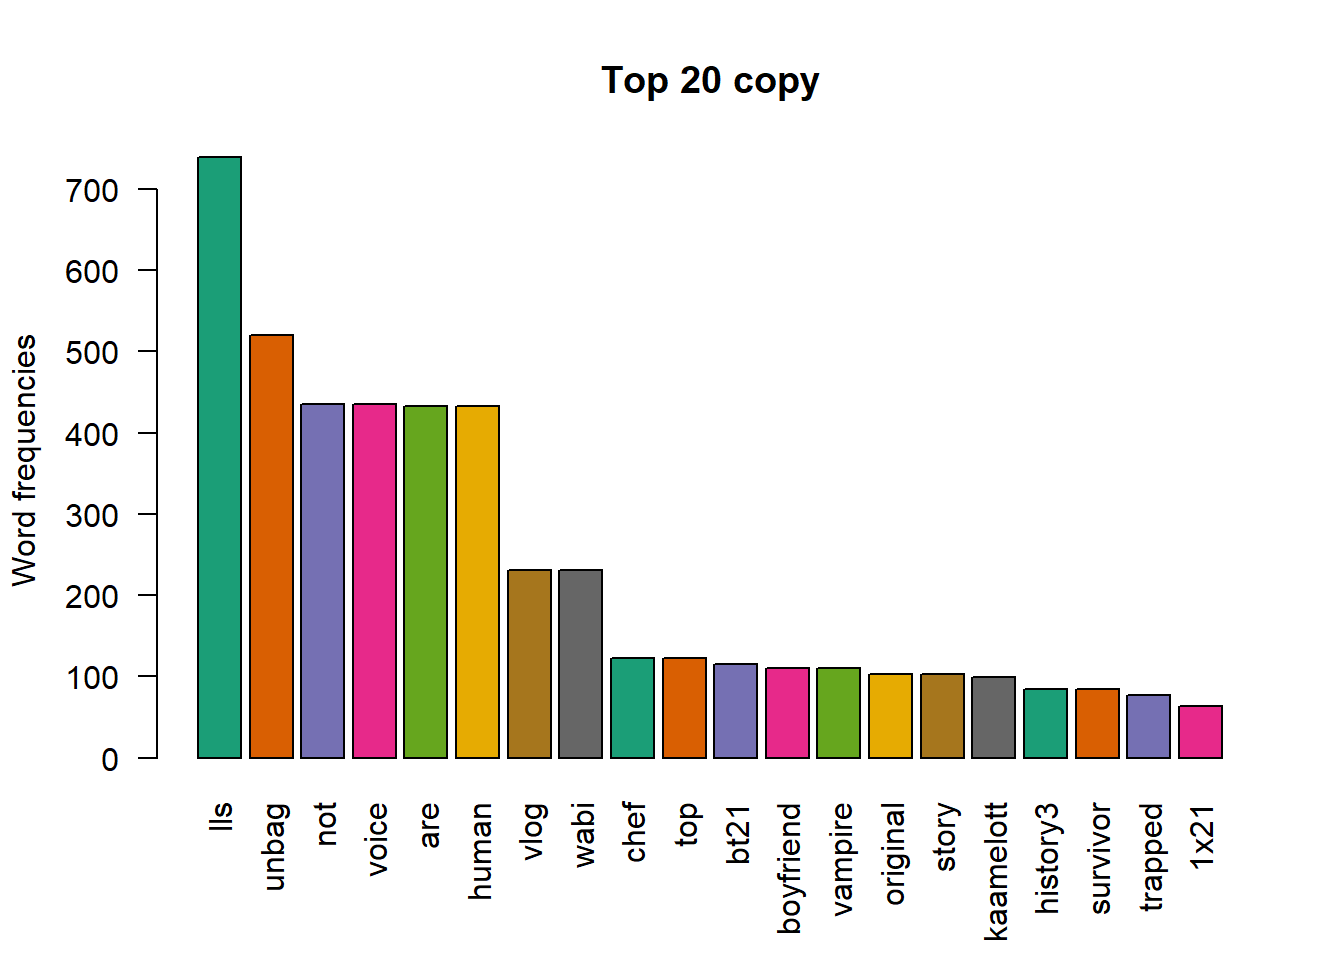 Top 20 copy
Word frequencies
700
600
500
400
300
200
100
0
lls
unbag
not
voice
are
human
vlog
wabi
chef
top
bt21
boyfriend
vampire
original
story
kaamelott
history3
survivor
trapped
1x21